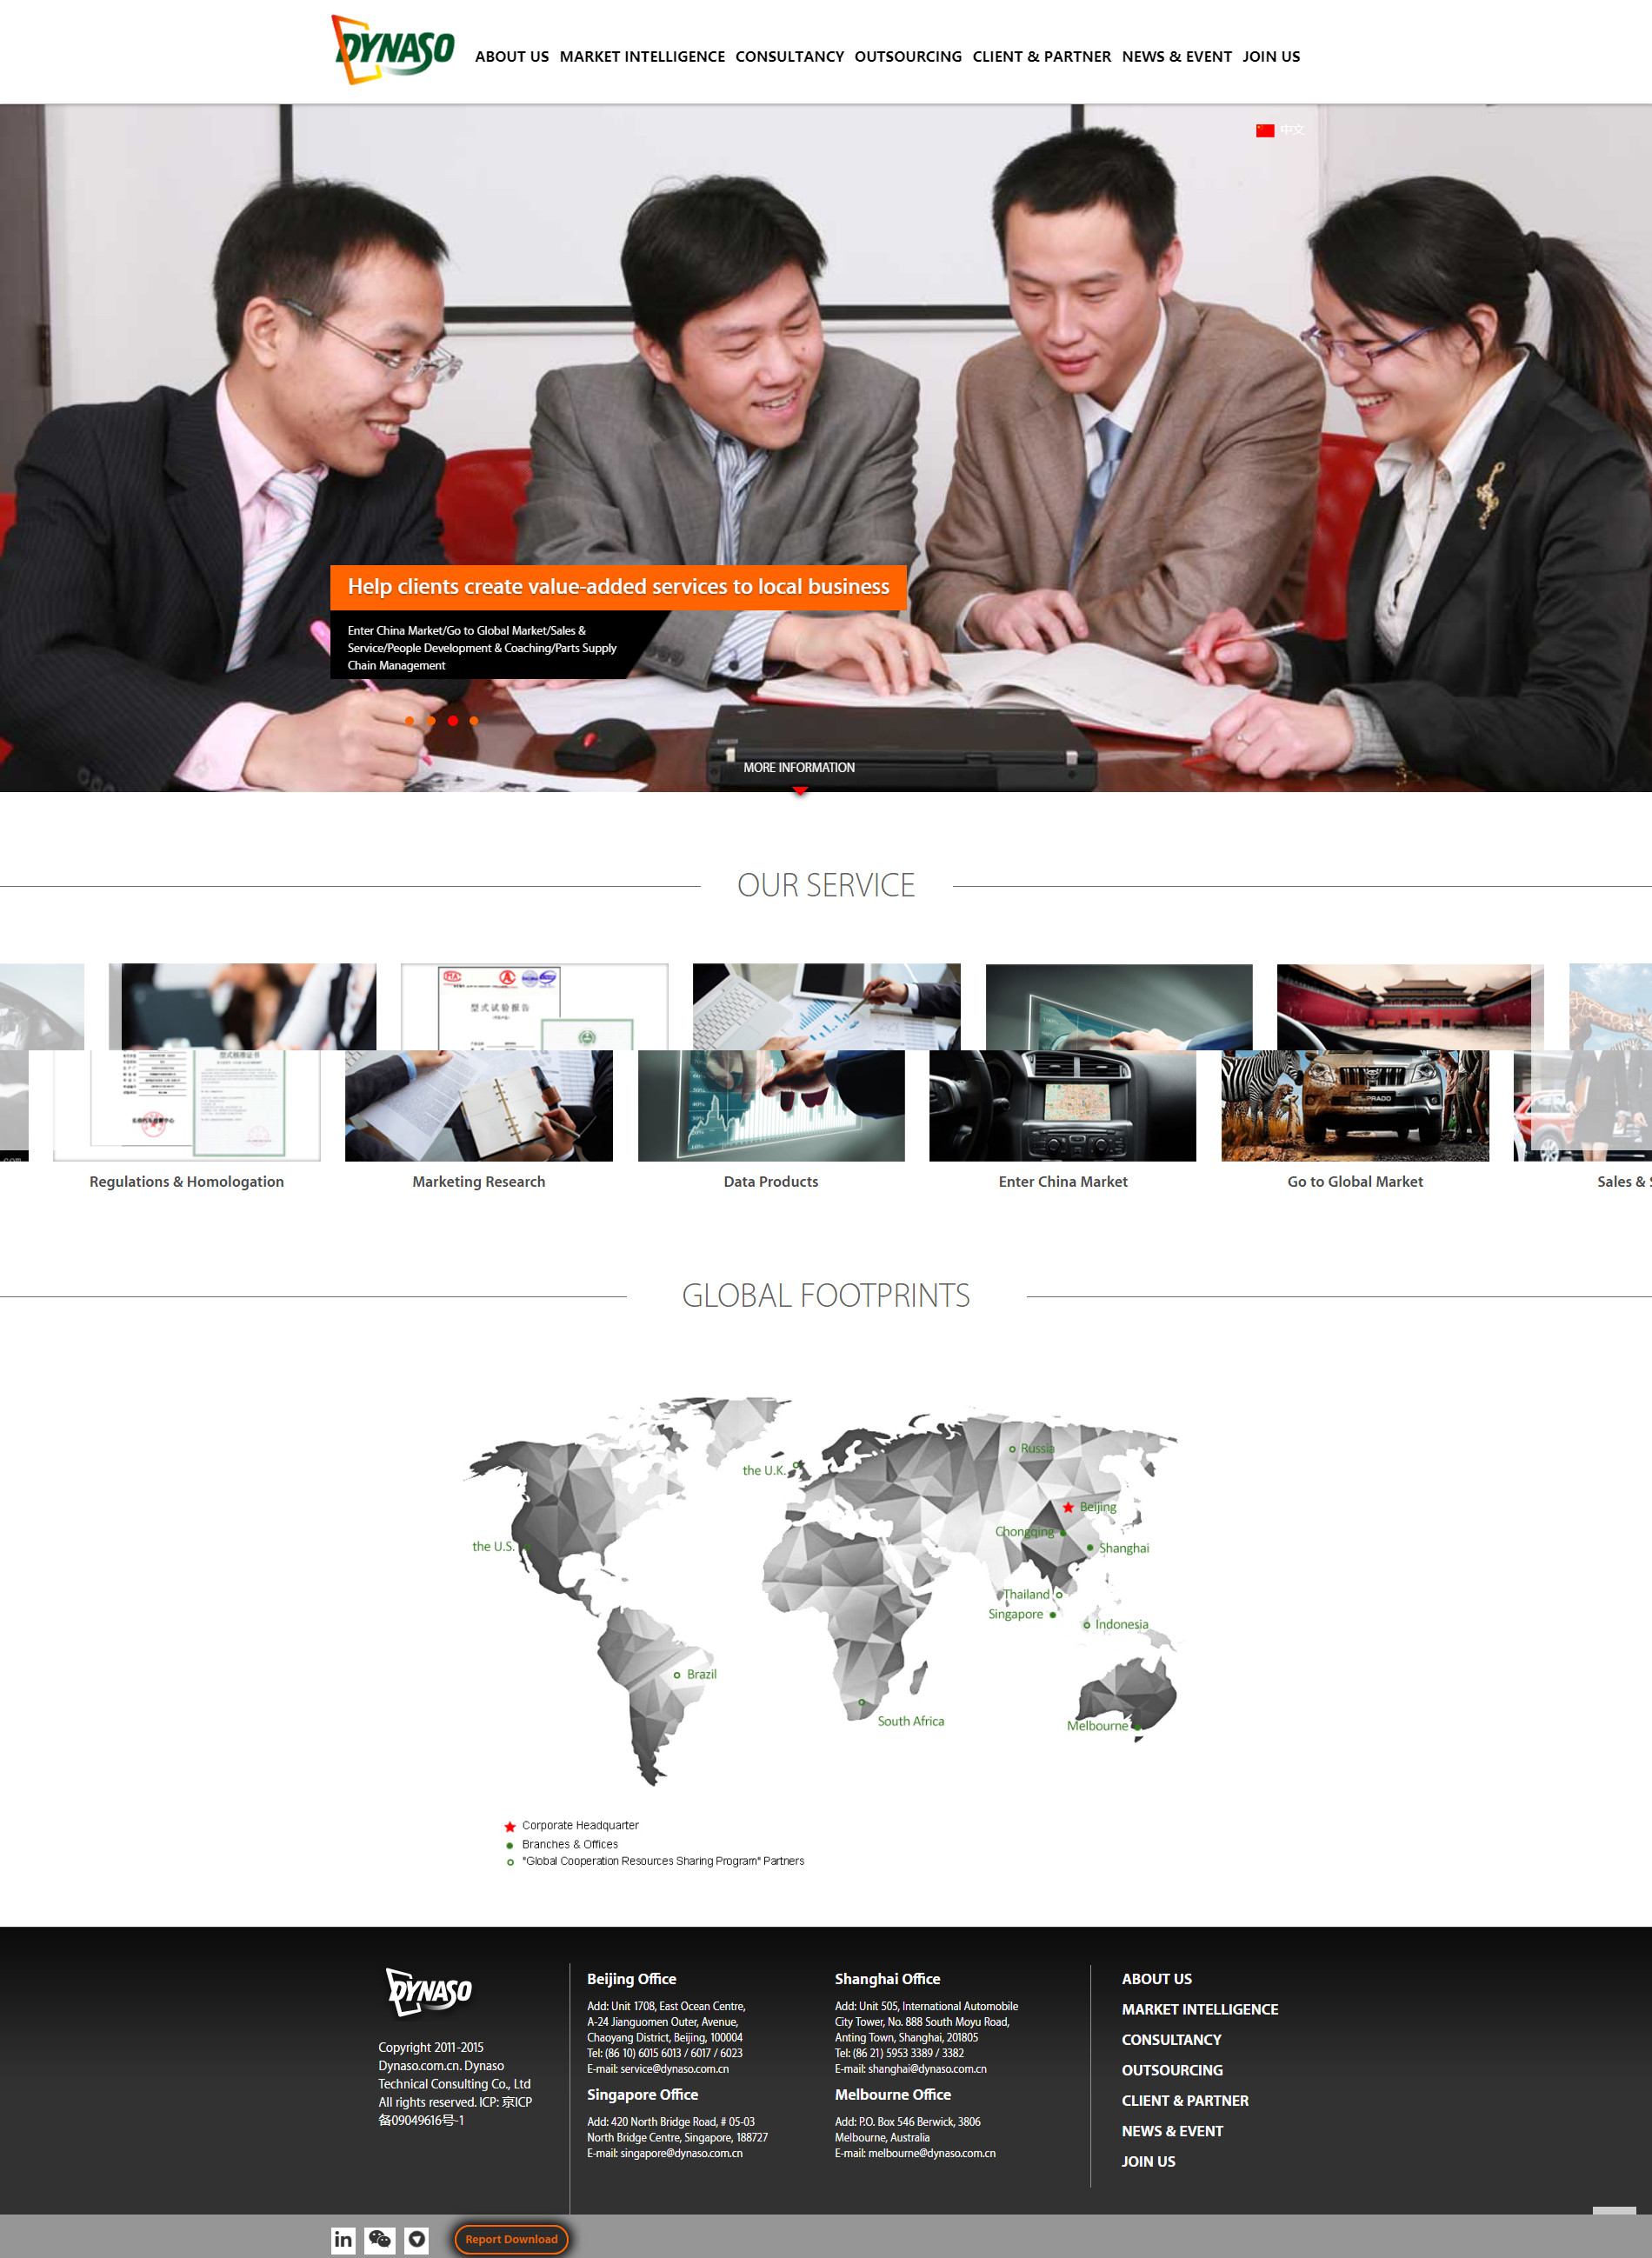 DYNASO
ABOUT US MARKET INTELLIGENCE CONSULTANCY OUTSOURCING CLIENT & PARTNER NEWS & EVENT JOIN US
中文
Help clients create value-added services to local business
Enter China Market/Go to Global Market/Sales &
Service/People Development & Coaching/Parts Supply
Chain Management
MORE INFORMATION
OUR SERVICE
型式试验报告
PRADO
Regulations & Homologation
Marketing Research
Data Products
Enter China Market
Go to Global Market
Sales &
GLOBAL FOOTPRINTS
Russia
the U.K.
Beijing
Chongqing
the U.S.
Shanghai
Thailand
Singapore
Indonesia
Brazil
South Africa
Melbourne
Corporate Headquarter
Branches & Offices
"Global Cooperation Resources Sharing Program" Partners
DYNASO
Copyright 2011-2015
Dynaso.com.cn. Dynaso
Technical Consulting Co., Ltd
All rights reserved. ICP: 京ICP
备09049616号-1
Beijing Office
Add: Unit 1708, East Ocean Centre,
A-24 Jianguomen Outer, Avenue,
Chaoyang District, Beijing, 100004
Tel: (86 10) 6015 6013 / 6017 / 6023
E-mail: service@dynaso.com.cn
Singapore Office
Add: 420 North Bridge Road, # 05-03
North Bridge Centre, Singapore, 188727
E-mail: singapore@dynaso.com.cn
Shanghai Office
Add: Unit 505, International Automobile
City Tower, No. 888 South Moyu Road,
Anting Town, Shanghai, 201805
Tel: (86 21) 5953 3389 / 3382
E-mail: shanghai@dynaso.com.cn
Melbourne Office
Add: P.O. Box 546 Berwick, 3806
Melbourne, Australia
E-mail: melbourne@dynaso.com.cn
ABOUT US
MARKET INTELLIGENCE
CONSULTANCY
OUTSOURCING
CLIENT & PARTNER
NEWS & EVENT
JOIN US
in
Report Download